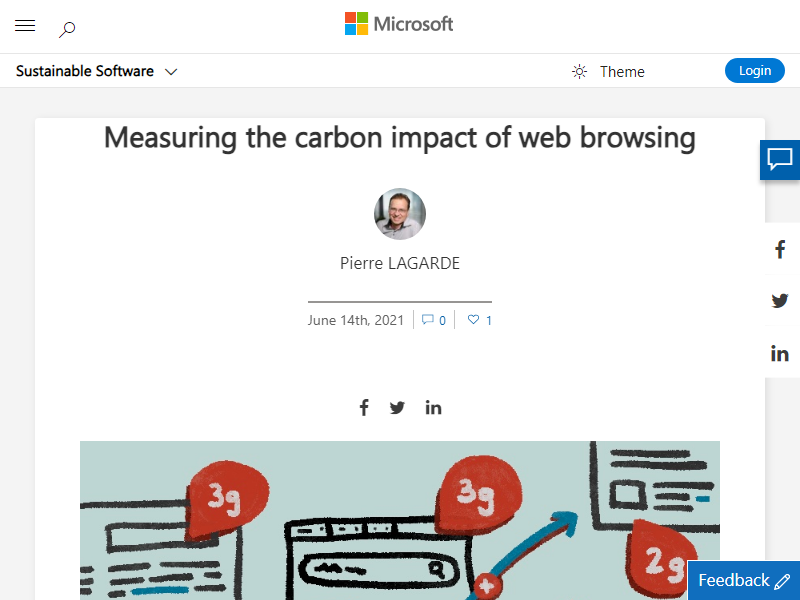 Microsoft
Sustainable Software
Theme
Login
Measuring the carbon impact of web browsing
Pierre LAGARDE
June 14th, 2021
0
1
3g
3g
2g
Feedback